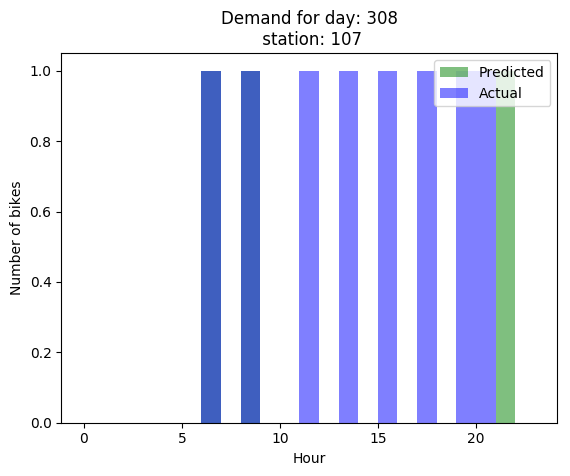 Demand for day: 308
station: 107
Predicted
Actual
Number of bikes
1.0
0.8
0.6
0.4
0.2
0.0
0
5
10
15
20
Hour